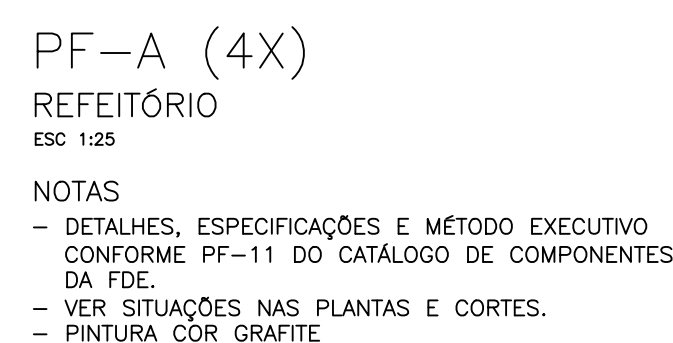 PF-A (4X)
REFEITÓRIO
ESC 1:25
NOTAS
- DETALHES, ESPECIFICAÇÕES E MÉTODO EXECUTIVO
CONFORME PF-11 DO CATÁLOGO DE COMPONENTES
DA FDE.
- VER SITUAÇÕES NAS PLANTAS E CORTES.
- PINTURA COR GRAFITE